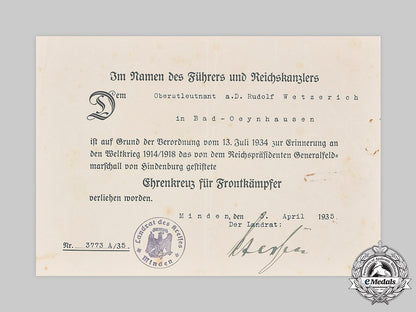 Im Namen des Führers und Reichskanzlers
Dem Oberstleutnant a.D. Rudolf Wetzerich
in Bad-Oeynhausen
ist auf Grund der Verordnung vom 13. Juli 1934 zur Erinnerung
an den Weltkrieg 1914/1918 das von dem Reichspräsidenten Generalfeld-
marschall von Hindenburg gestiftete
Ehrenkreuz für Frontkämpfer
verliehen worden.
Minden, den 5. April 1935
Der Landrat:
Nr. 3773 A/35.
Landrat des Kreises
Minden
eMedals